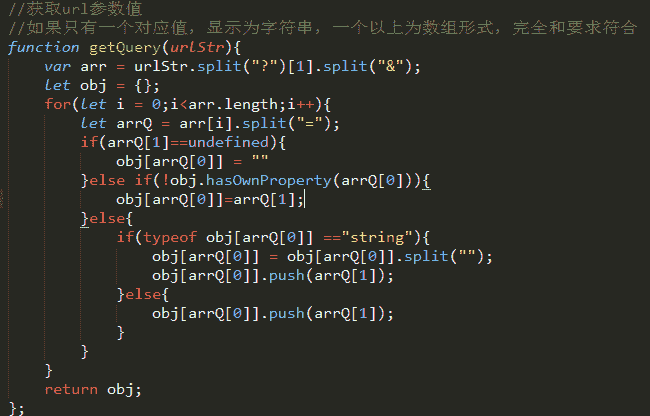 //获取url参数值
//如果只有一个对应值，显示为字符串，一个以上为数组形式，完全和要求符合
function getQuery(urlStr){
    var arr = urlStr.split("?")[1].split("&");
    let obj = {};
    for(let i = 0;i<arr.length;i++){
        let arrQ = arr[i].split("=");
        if(arrQ[1]==undefined){
            obj[arrQ[0]] = ""
        }else if(!obj.hasOwnProperty(arrQ[0])){
            obj[arrQ[0]]=arrQ[1];
        }else{
            if(typeof obj[arrQ[0]] =="string"){
                obj[arrQ[0]] = obj[arrQ[0]].split("");
                obj[arrQ[0]].push(arrQ[1]);
            }else{
                obj[arrQ[0]].push(arrQ[1]);
            }
        }
    }
    return obj;
};